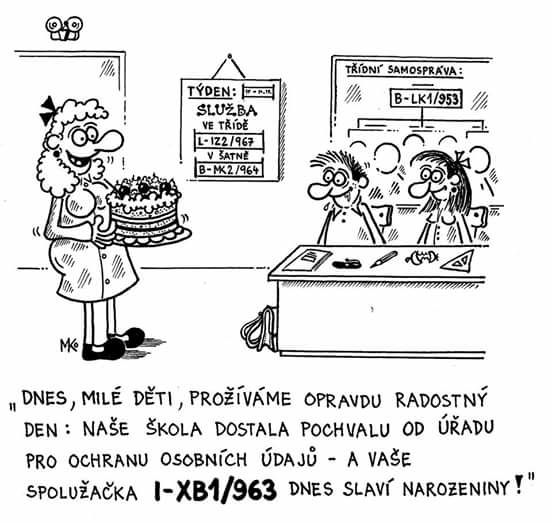 TÝDEN:
SLUŽBA
VE TŘÍDĚ
L-IZ2/967
V ŠATNĚ
B-MK2/964
TŘÍDNÍ SAMOSPRÁVA:
B-LK1/953
MK
„DNES, MILÉ DĚTI, PROŽÍVÁME OPRAVDU RADOSTNÝ
DEN: NAŠE ŠKOLA DOSTALA POCHVALU OD ÚŘADU
PRO OCHRANU OSOBNÍCH ÚDAJŮ - A VAŠE
SPOLUŽAČKA I-XB1/963 DNES SLAVÍ NAROZENINY!"